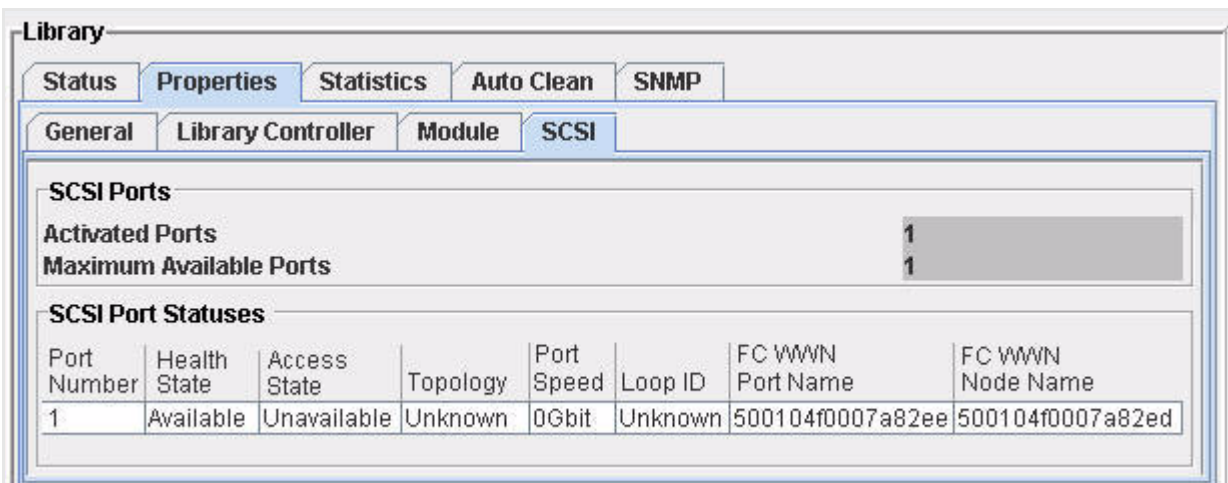 Library
Status Properties Statistics Auto Clean SNMP
General Library Controller Module SCSI
SCSI Ports
Activated Ports 1
Maximum Available Ports 1
SCSI Port Statuses
Port Number Health State Access State Topology Port Speed Loop ID FC WWN Port Name FC WWN Node Name
1 Available Unavailable Unknown 0Gbit Unknown 500104f0007a82ee 500104f0007a82ed